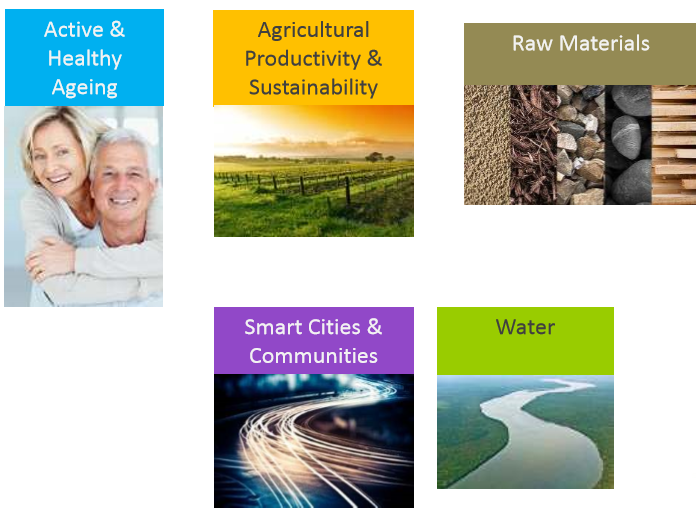 Active &
Healthy
Ageing
Agricultural
Productivity &
Sustainability
Raw Materials
Smart Cities &
Communities
Water